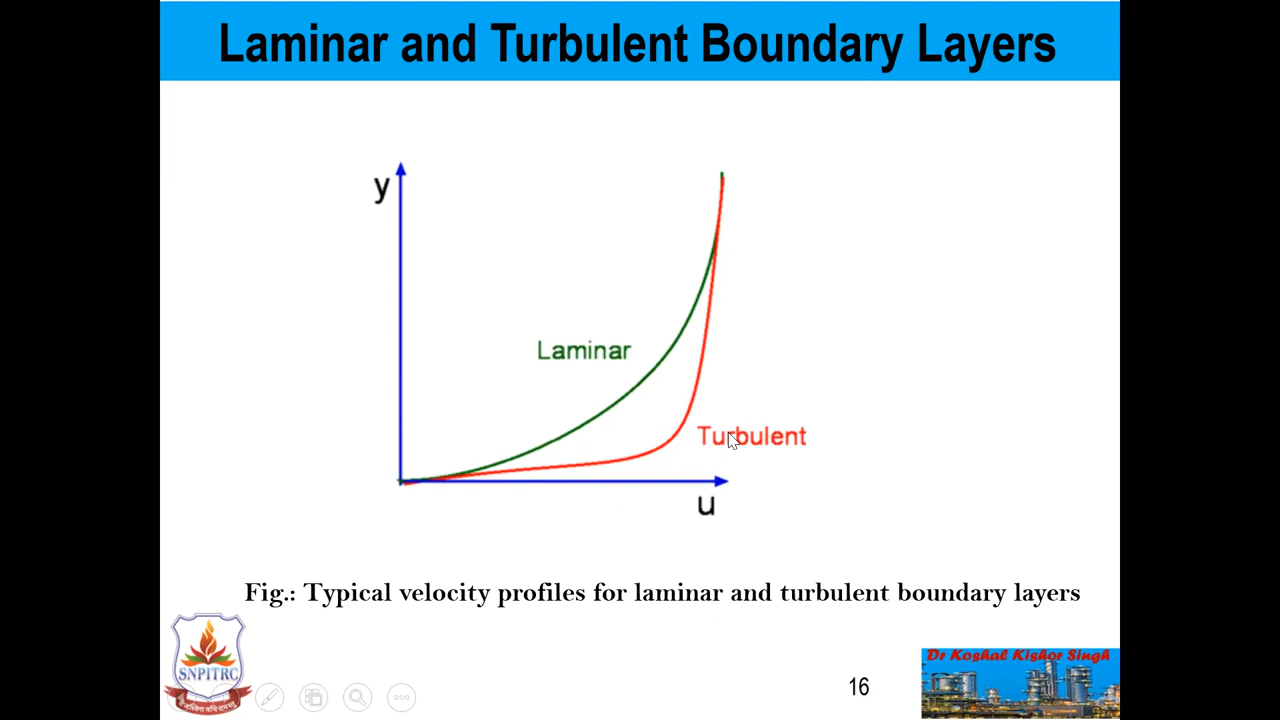 Laminar and Turbulent Boundary Layers
y
Laminar
Turbulent
u
Fig.: Typical velocity profiles for laminar and turbulent boundary layers
SNPITRC
16
Dr Koshal Kishor Singh